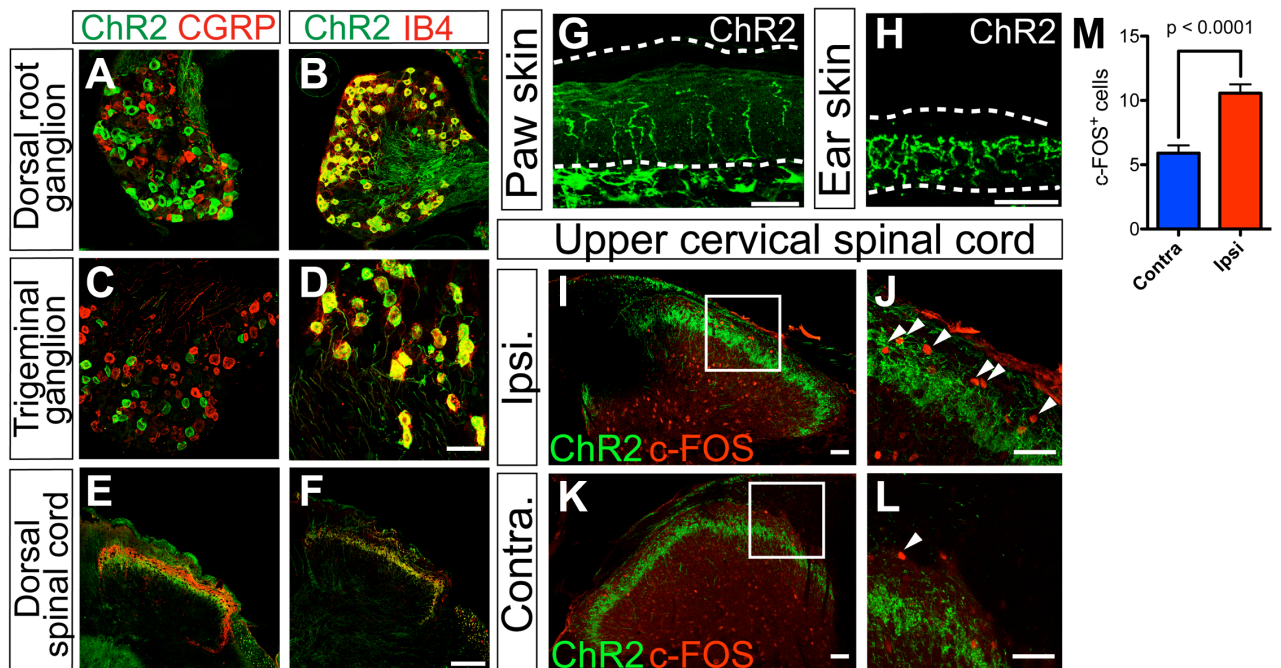 ChR2 CGRP
ChR2 IB4
Dorsal root
ganglion
A
B
Trigeminal
ganglion
C
D
Dorsal
spinal cord
E
F
Paw skin
G
ChR2
Ear skin
H
ChR2
Upper cervical spinal cord
Ipsi.
I
ChR2 c-FOS
J
Contra.
K
ChR2 c-FOS
L
M
p < 0.0001
c-FOS+ cells
15
10
5
0
Contra
Ipsi